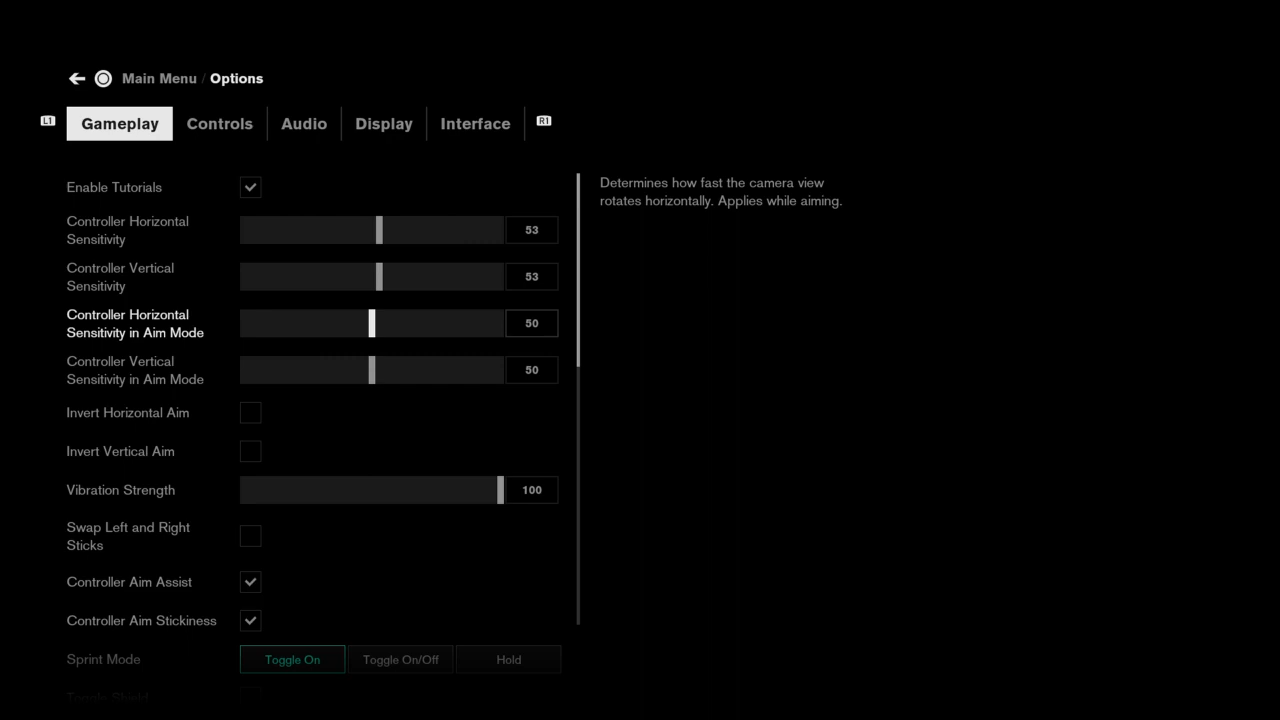 Main Menu / Options
L1 Gameplay Controls Audio Display Interface R1
Enable Tutorials
Controller Horizontal
Sensitivity
53
Controller Vertical
Sensitivity
53
Controller Horizontal
Sensitivity in Aim Mode
50
Controller Vertical
Sensitivity in Aim Mode
50
Invert Horizontal Aim
Invert Vertical Aim
Vibration Strength
100
Swap Left and Right
Sticks
Controller Aim Assist
Controller Aim Stickiness
Sprint Mode Toggle On Toggle On/Off Hold
Toggle Shield
Determines how fast the camera view
rotates horizontally. Applies while aiming.